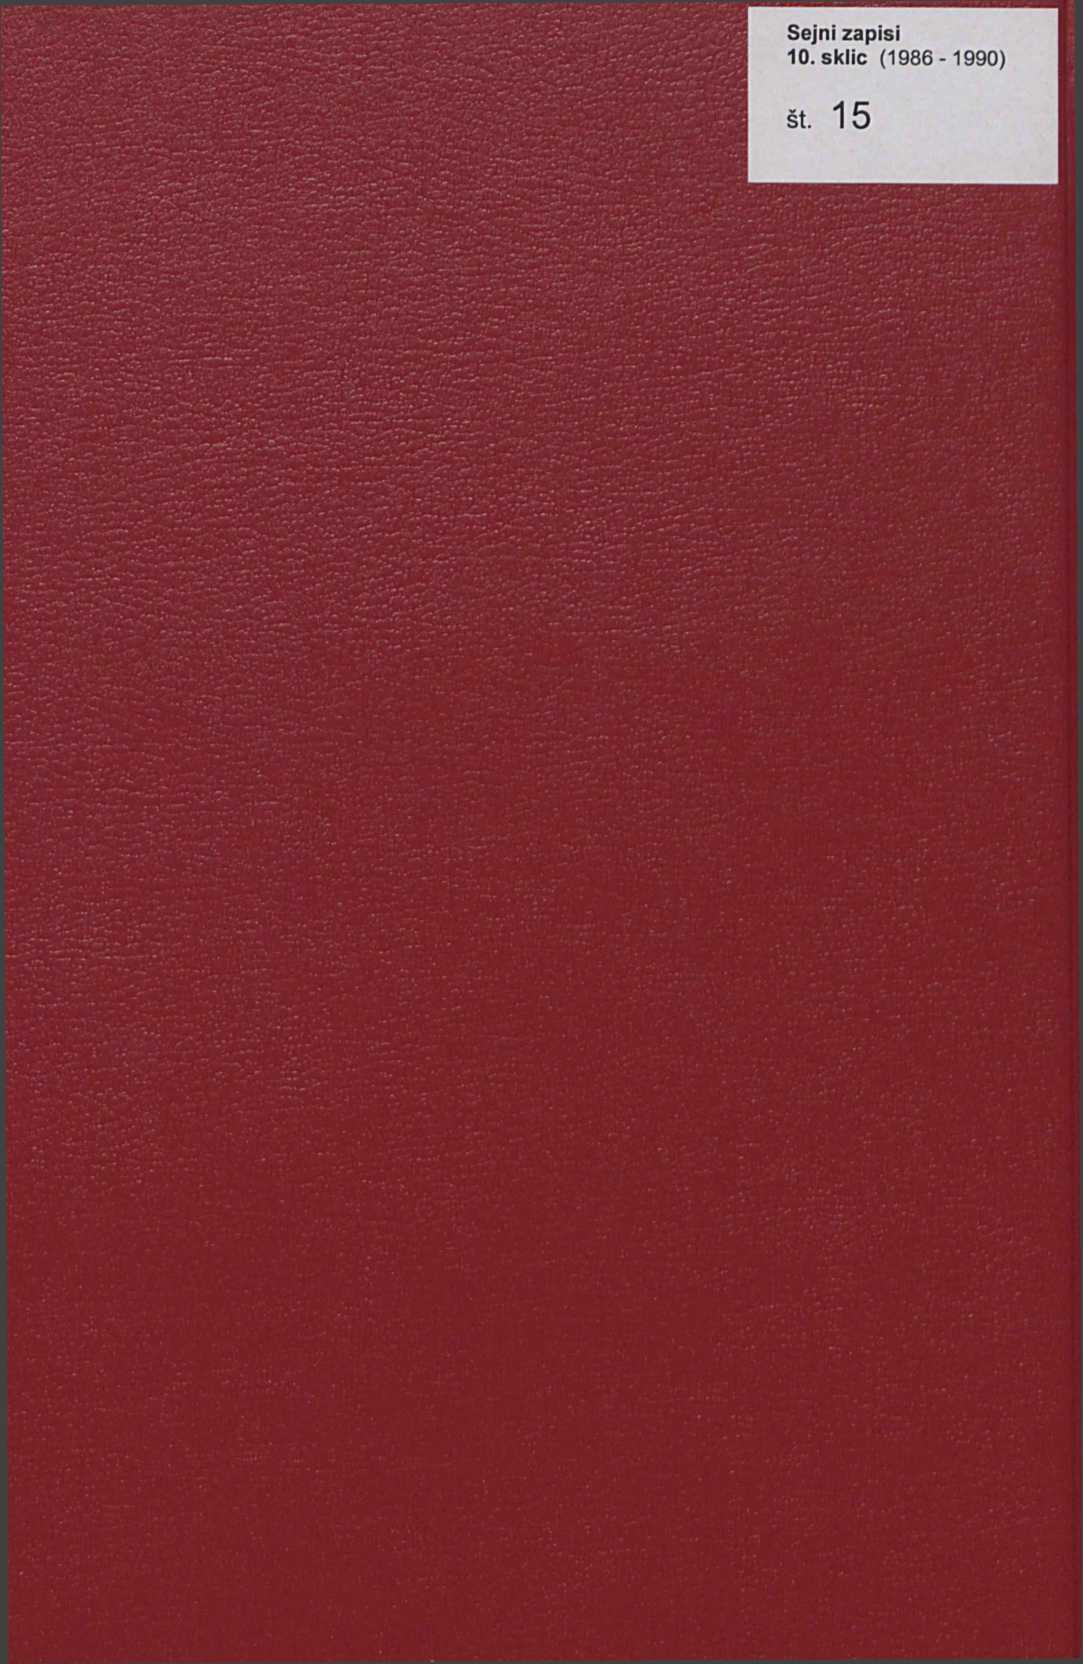 Sejni zapisi
10. sklic (1986 - 1990)
št. 15